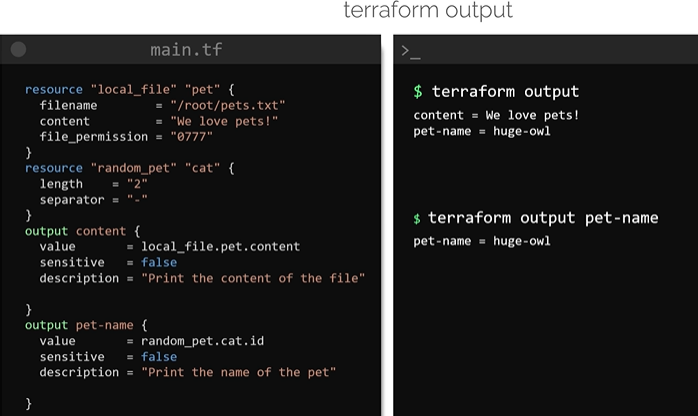 terraform output
main.tf
resource "local_file" "pet" {
  filename        = "/root/pets.txt"
  content         = "We love pets!"
  file_permission = "0777"
}
resource "random_pet" "cat" {
  length    = "2"
  separator = "-"
}
output content {
  value       = local_file.pet.content
  sensitive   = false
  description = "Print the content of the file"
}
output pet-name {
  value       = random_pet.cat.id
  sensitive   = false
  description = "Print the name of the pet"
}
>_
$ terraform output
content = We love pets!
pet-name = huge-owl
$ terraform output pet-name
pet-name = huge-owl